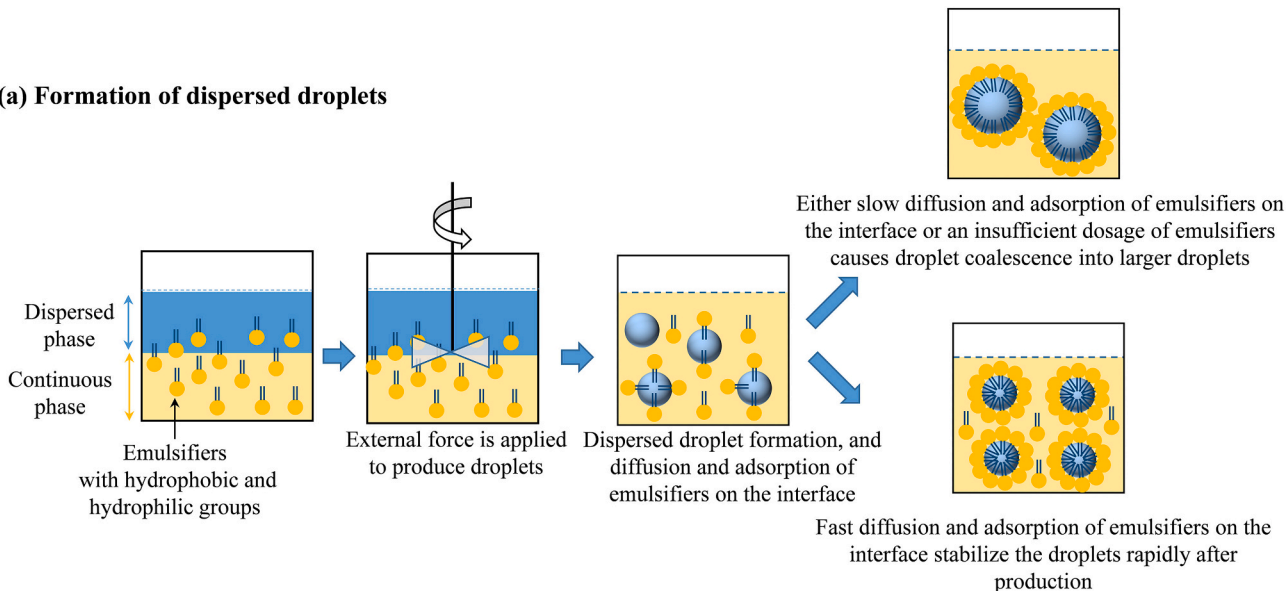 (a) Formation of dispersed droplets
Dispersed
phase
Continuous
phase
Emulsifiers
with hydrophobic and
hydrophilic groups
External force is applied
to produce droplets
Dispersed droplet formation, and
diffusion and adsorption of
emulsifiers on the interface
Either slow diffusion and adsorption of emulsifiers on
the interface or an insufficient dosage of emulsifiers
causes droplet coalescence into larger droplets
Fast diffusion and adsorption of emulsifiers on the
interface stabilize the droplets rapidly after
production